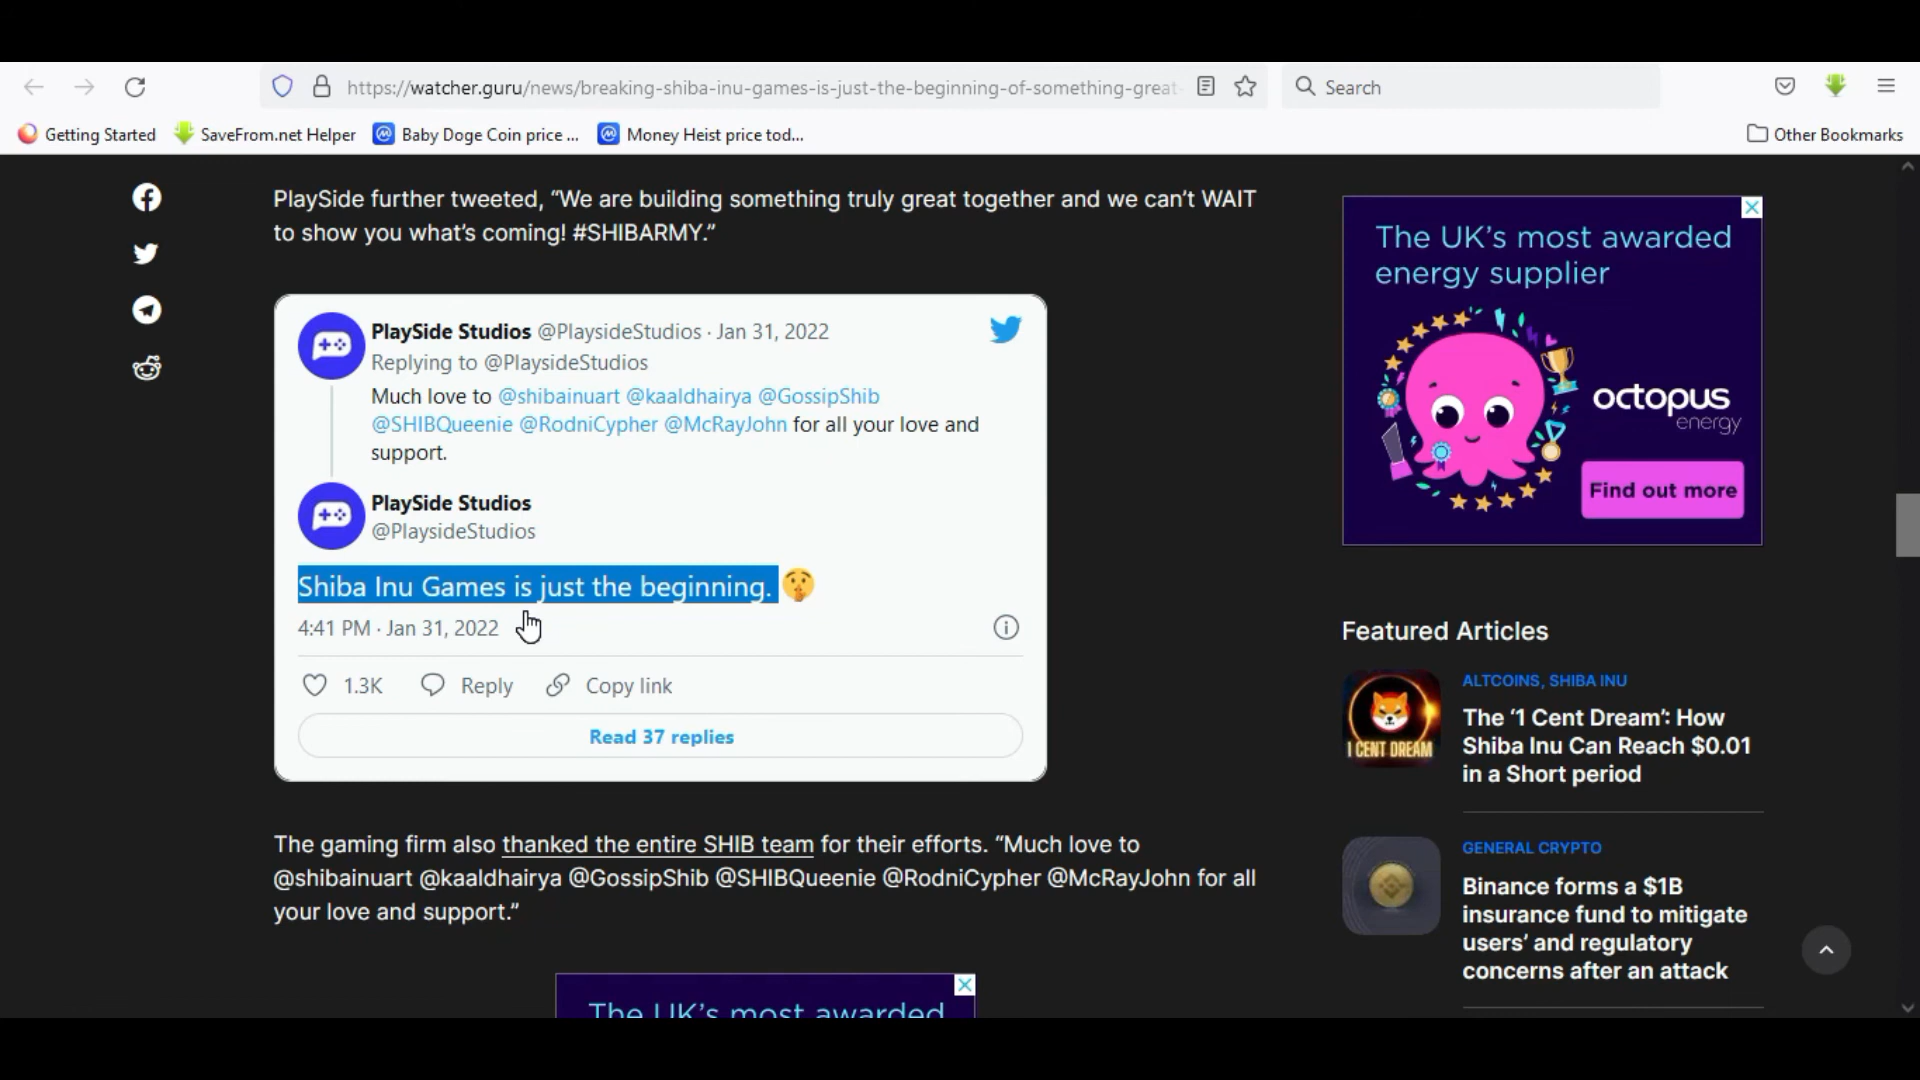 https://watcher.guru/news/breaking-shiba-inu-games-is-just-the-beginning-of-something-great-
Search
Getting Started
SaveFrom.net Helper
Baby Doge Coin price ...
Money Heist price tod...
Other Bookmarks
PlaySide further tweeted, “We are building something truly great together and we can’t WAIT
to show you what’s coming! #SHIBARMY.”
PlaySide Studios @PlaysideStudios · Jan 31, 2022
Replying to @PlaysideStudios
Much love to @shibainuart @kaaldhairya @GossipShib
@SHIBQueenie @RodniCypher @McRayJohn for all your love and
support.
PlaySide Studios
@PlaysideStudios
Shiba Inu Games is just the beginning. 🤫
4:41 PM · Jan 31, 2022
1.3K
Reply
Copy link
Read 37 replies
The gaming firm also thanked the entire SHIB team for their efforts. “Much love to
@shibainuart @kaaldhairya @GossipShib @SHIBQueenie @RodniCypher @McRayJohn for all
your love and support.”
The UK’s most awarded
The UK’s most awarded
energy supplier
octopus
energy
Find out more
Featured Articles
1 CENT DREAM
ALTCOINS, SHIBA INU
The ‘1 Cent Dream’: How
Shiba Inu Can Reach $0.01
in a Short period
GENERAL CRYPTO
Binance forms a $1B
insurance fund to mitigate
users’ and regulatory
concerns after an attack